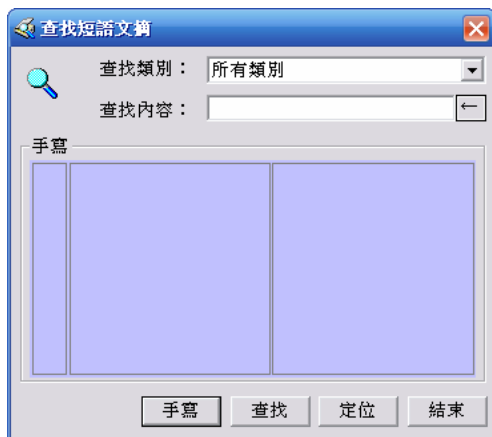 查找短語文摘
查找類別： 所有類別
查找內容： ←
手寫
手寫 查找 定位 結束